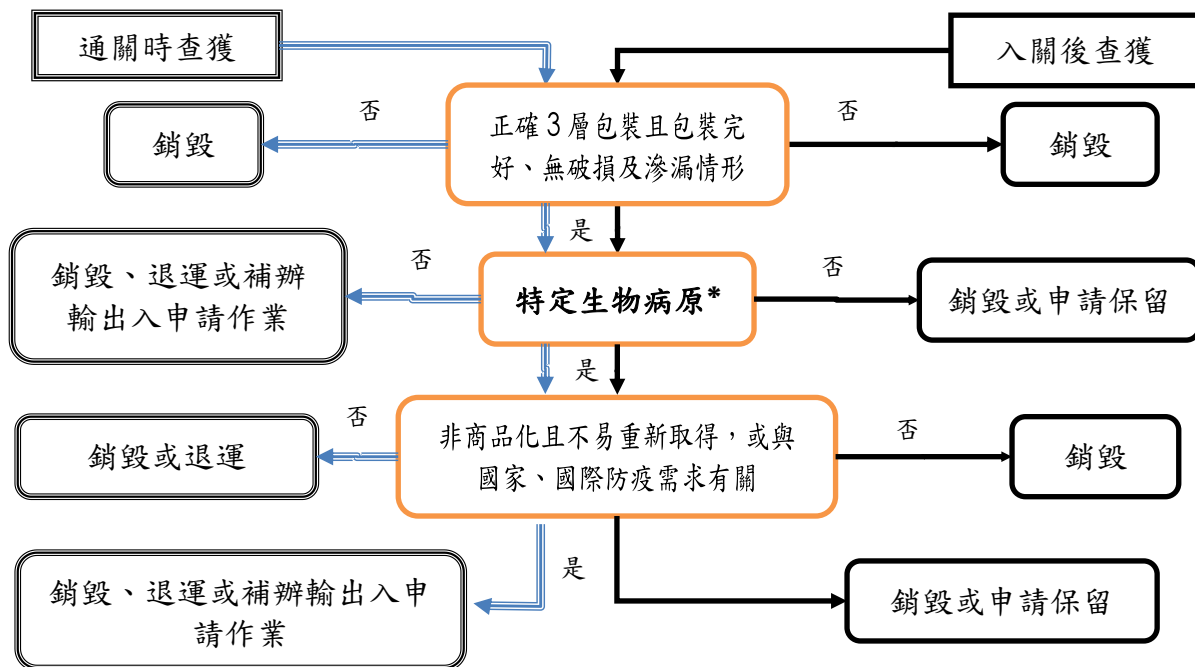 通關時查獲
入關後查獲
否
正確3層包裝且包裝完
好、無破損及滲漏情形
否
銷毀
銷毀
是
銷毀、退運或補辦
輸出入申請作業
否
特定生物病原*
否
銷毀或申請保留
是
銷毀或退運
否
非商品化且不易重新取得，或與
國家、國際防疫需求有關
否
銷毀
銷毀、退運或補辦輸出入申
請作業
是
銷毀或申請保留